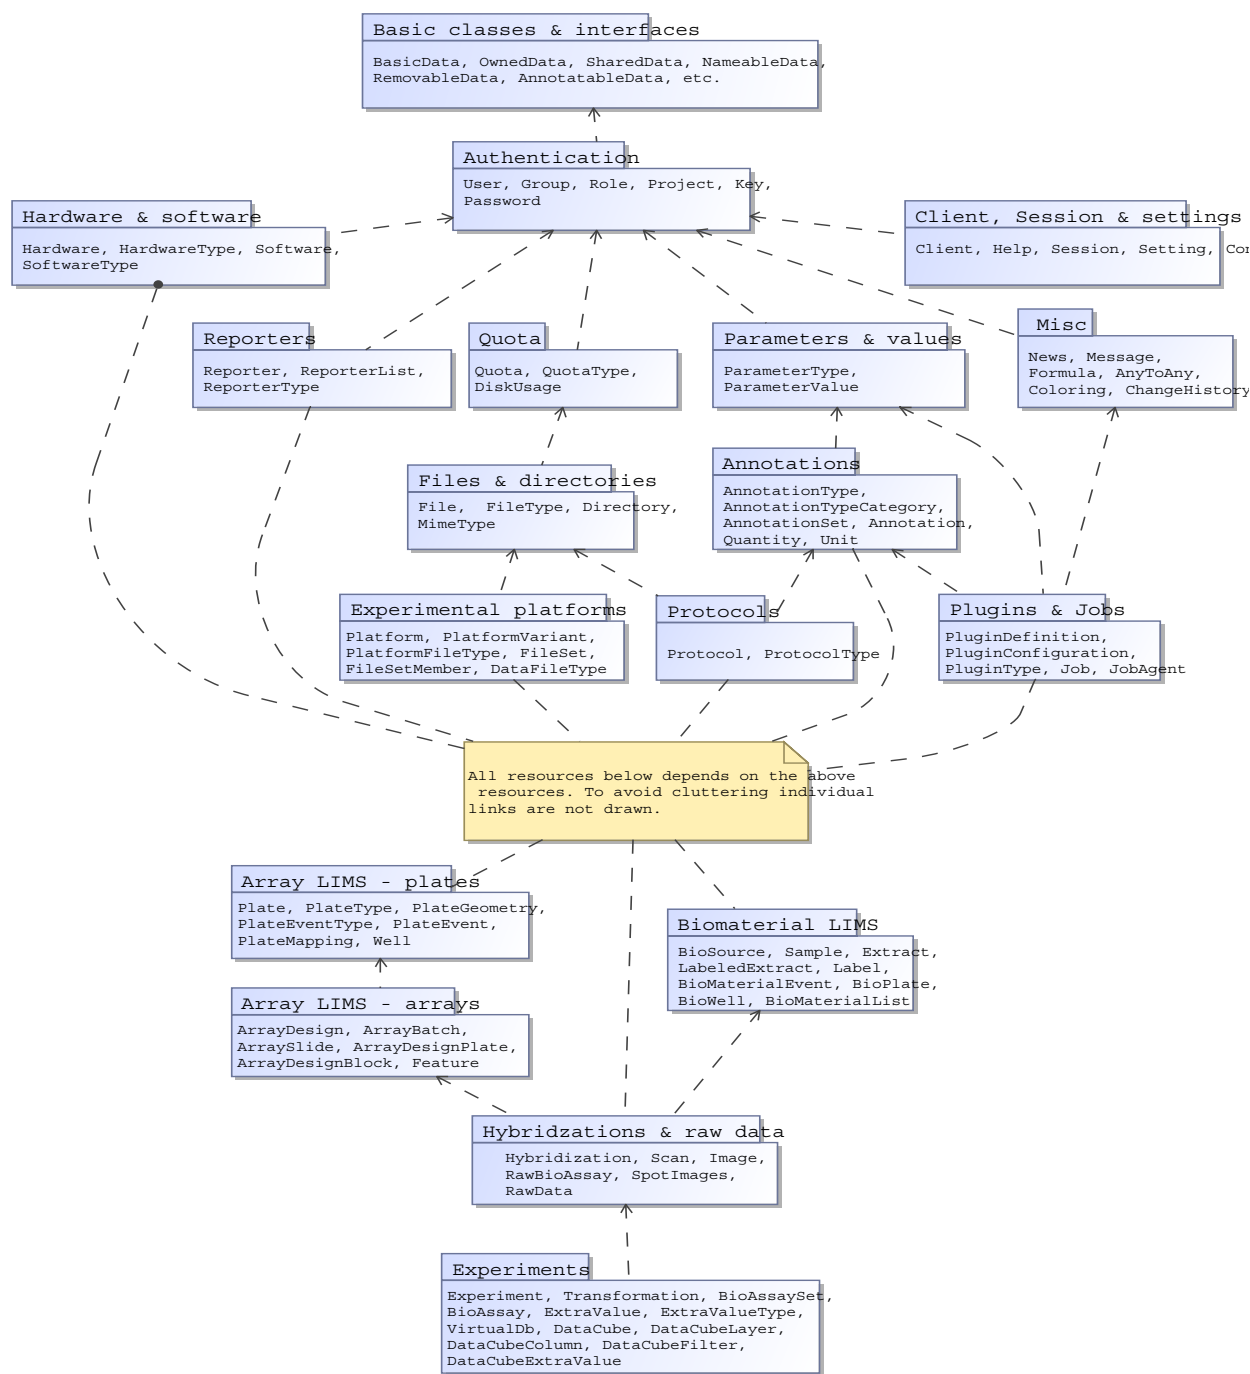 Basic classes & interfaces
BasicData, OwnedData, SharedData, NameableData,
RemovableData, AnnotatableData, etc.
Authentication
User, Group, Role, Project, Key,
Password
Hardware & software
Hardware, HardwareType, Software,
SoftwareType
Client, Session & settings
Client, Help, Session, Setting,
Reporters
Reporter, ReporterList,
ReporterType
Quota
Quota, QuotaType,
DiskUsage
Parameters & values
ParameterType,
ParameterValue
Misc
News, Message,
Formula, AnyToAny,
Coloring, ChangeHistory
Files & directories
File, FileType, Directory,
MimeType
Annotations
AnnotationType,
AnnotationTypeCategory,
AnnotationSet, Annotation,
Quantity, Unit
Experimental platforms
Platform, PlatformVariant,
PlatformFileType, FileSet,
FileSetMember, DataFileType
Protocols
Protocol, ProtocolType
Plugins & Jobs
PluginDefinition,
PluginConfiguration,
PluginType, Job, JobAgent
All resources below depends on the above
resources. To avoid cluttering individual
links are not drawn.
Array LIMS - plates
Plate, PlateType, PlateGeometry,
PlateEventType, PlateEvent,
PlateMapping, Well
Biomaterial LIMS
BioSource, Sample, Extract,
LabeledExtract, Label,
BioMaterialEvent, BioPlate,
BioWell, BioMaterialList
Array LIMS - arrays
ArrayDesign, ArrayBatch,
ArraySlide, ArrayDesignPlate,
ArrayDesignBlock, Feature
Hybridzations & raw data
Hybridization, Scan, Image,
RawBioAssay, SpotImages,
RawData
Experiments
Experiment, Transformation, BioAssaySet,
BioAssay, ExtraValue, ExtraValueType,
VirtualDb, DataCube, DataCubeLayer,
DataCubeColumn, DataCubeFilter,
DataCubeExtraValue